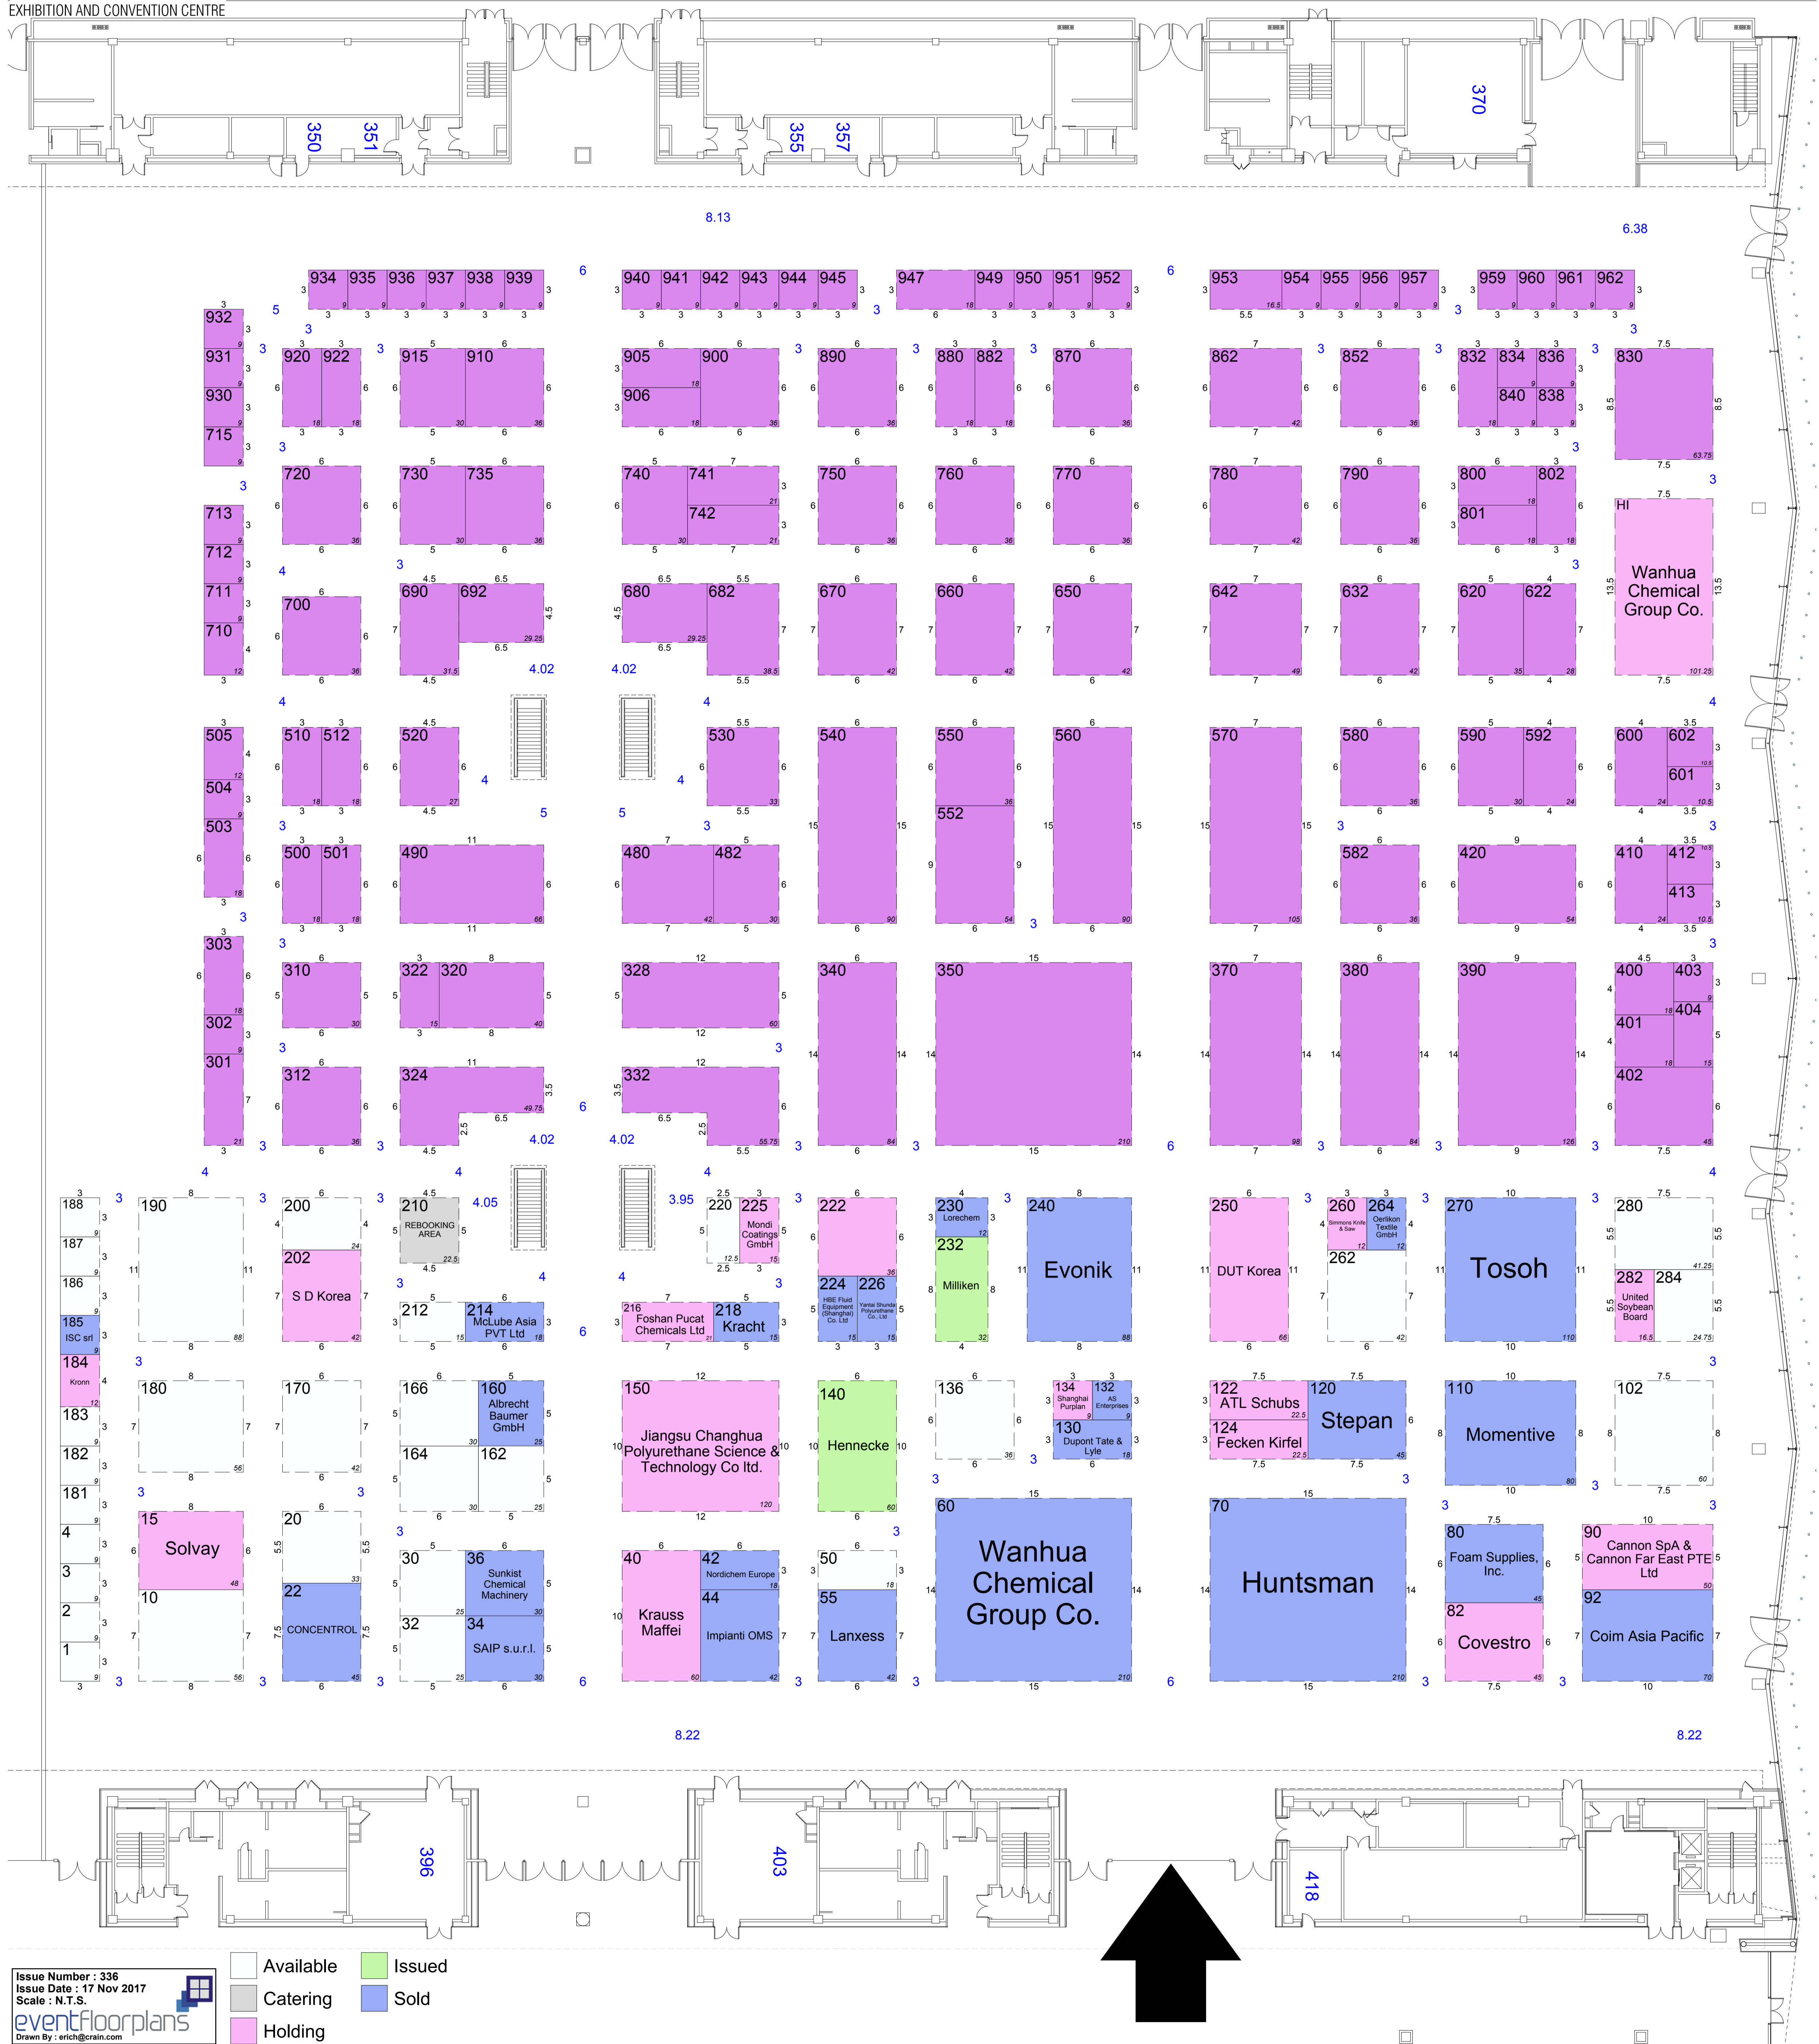 EXHIBITION AND CONVENTION CENTRE
350 351 355 357 370
8.13
6.38
934 935 936 937 938 939
940 941 942 943 944 945
947 949 950 951 952
953 954 955 956 957
959 960 961 962
932
931
930
715
920 922 915 910 905 900 890 880 882 870 862 852 832 834 836 830
906 840 838
63.75
720 730 735 740 741 750 760 770 780 790 800 802
742 801
HI
Wanhua
Chemical
Group Co.
101.25
713
712
711
710
700 690 692 680 682 670 660 650 642 632 620 622
4.02 4.02
505
504
503
510 512 520 530 540 550 560 570 580 590 592 600 602
601
552
500 501 490 480 482 582 420 410 412
413
303
302
301
310 322 320 328 340 350 370 380 390 400 403
401 404
402
312 324 332
4.02 4.02
188
187
186
185
ISC srl
184
Kronn
183
182
181
4
3
2
1
190 200
202
S D Korea
210
REBOOKING
AREA
4.05
3.95
212
214
McLube Asia
PVT Ltd
216
Foshan Pucat
Chemicals Ltd
218
Kracht
220
225
Mondi
Coatings
GmbH
222
224
HBE Fluid
Equipment
(Shanghai)
Co. Ltd
226
Yantai Shunda
Polyurethane
Co., Ltd
230
Lorechem
232
Milliken
240
Evonik
250
DUT Korea
260
Simmons Knife
& Saw
264
Oerlikon
Textile
GmbH
262
270
Tosoh
280
282
United
Soybean
Board
284
180 170 166
160
Albrecht
Baumer
GmbH
164 162
150
Jiangsu Changhua
Polyurethane Science &
Technology Co ltd.
140
Hennecke
136
134
Shanghai
Purplan
132
AS
Enterprises
130
Dupont Tate &
Lyle
122
ATL Schubs
124
Fecken Kirfel
120
Stepan
110
Momentive
102
15
Solvay
10
20
22
CONCENTROL
30
36
Sunkist
Chemical
Machinery
32
34
SAIP s.u.r.l.
40
Krauss
Maffei
42
Nordichem Europe
44
Impianti OMS
50
55
Lanxess
60
Wanhua
Chemical
Group Co.
70
Huntsman
80
Foam Supplies,
Inc.
82
Covestro
90
Cannon SpA &
Cannon Far East PTE
Ltd
92
Coim Asia Pacific
8.22
8.22
396 403 418
Available
Issued
Catering
Sold
Holding
Issue Number : 336
Issue Date : 17 Nov 2017
Scale : N.T.S.
eventfloorplans
Drawn By : erich@crain.com